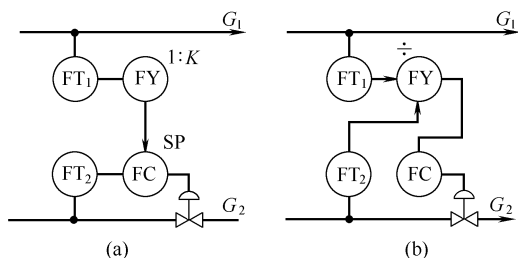 G₁
FT₁ FY 1∶K
SP
FT₂ FC
G₂
(a)
G₁
÷
FT₁ FY
FT₂ FC
G₂
(b)